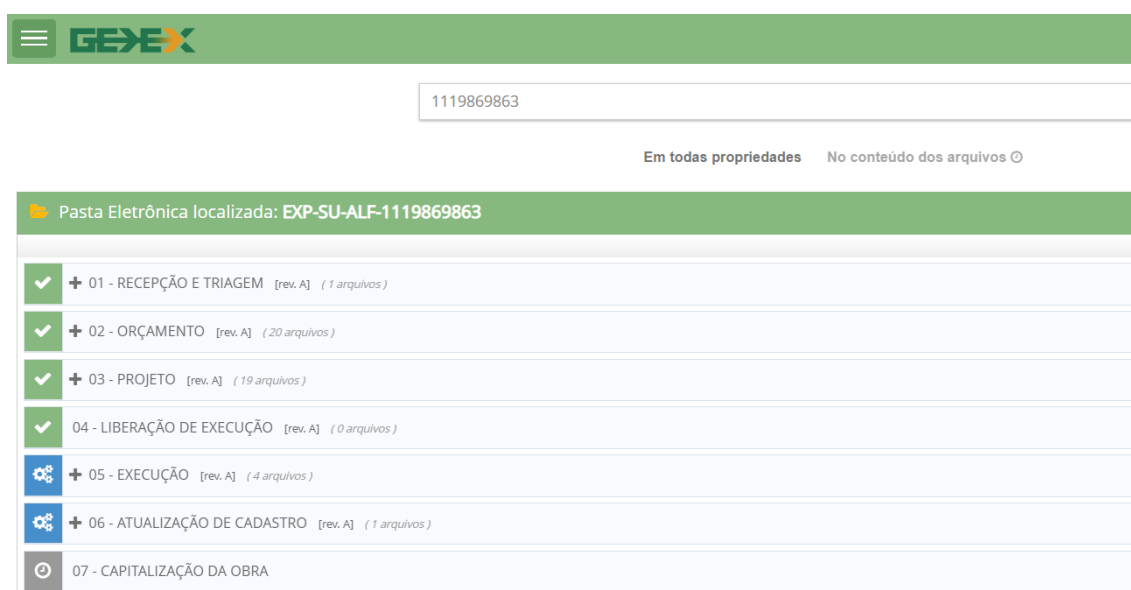 GEEX
1119869863
Em todas propriedades No conteúdo dos arquivos
Pasta Eletrônica localizada: EXP-SU-ALF-1119869863
01 - RECEPÇÃO E TRIAGEM [rev. A] ( 1 arquivos )
02 - ORÇAMENTO [rev. A] ( 20 arquivos )
03 - PROJETO [rev. A] ( 19 arquivos )
04 - LIBERAÇÃO DE EXECUÇÃO [rev. A] ( 0 arquivos )
05 - EXECUÇÃO [rev. A] ( 4 arquivos )
06 - ATUALIZAÇÃO DE CADASTRO [rev. A] ( 1 arquivos )
07 - CAPITALIZAÇÃO DA OBRA